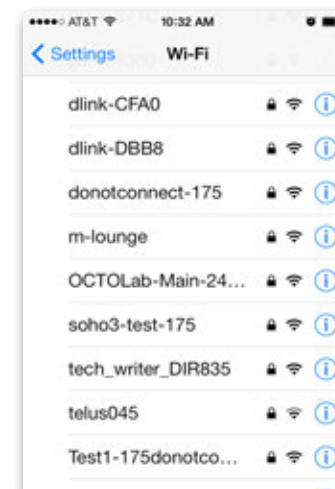 AT&T 10:32 AM
Settings Wi-Fi
dlink-CFA0
dlink-DBB8
donotconnect-175
m-lounge
OCTOLab-Main-24...
soho3-test-175
tech_writer_DIR835
telus045
Test1-175donotco...